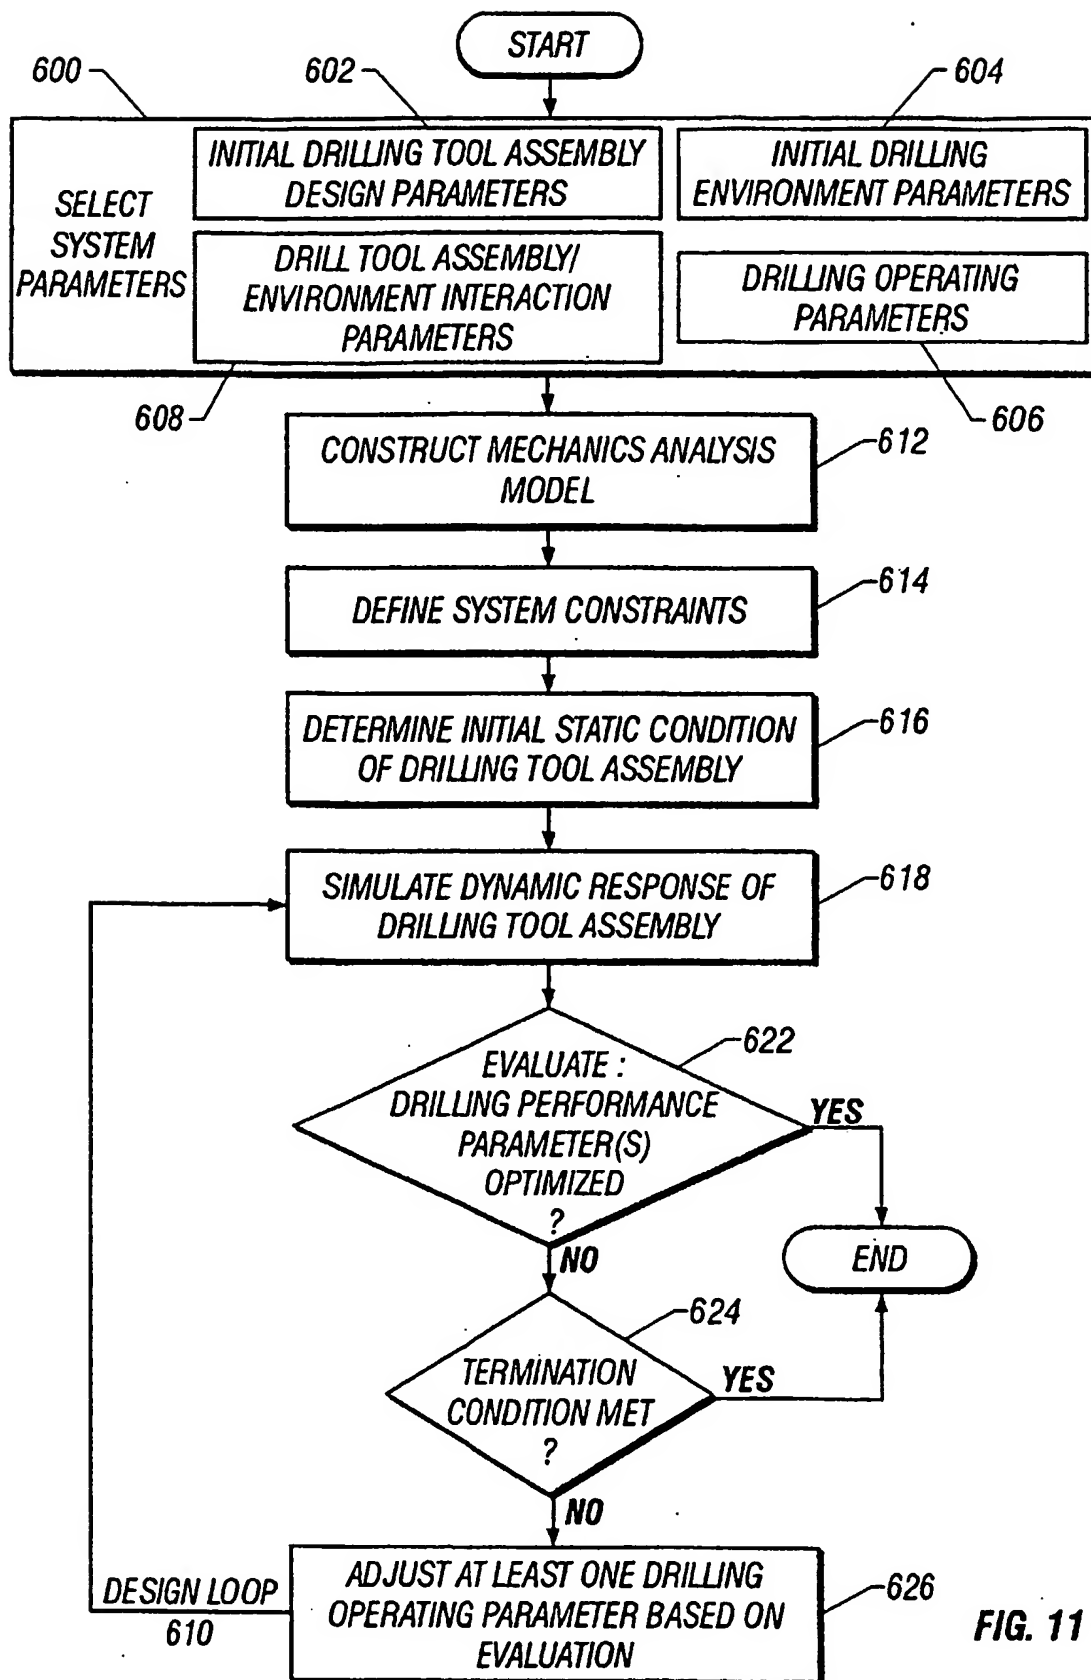 START
600
602
604
SELECT
SYSTEM
PARAMETERS
INITIAL DRILLING TOOL ASSEMBLY
DESIGN PARAMETERS
INITIAL DRILLING
ENVIRONMENT PARAMETERS
DRILL TOOL ASSEMBLY/
ENVIRONMENT INTERACTION
PARAMETERS
DRILLING OPERATING
PARAMETERS
608
606
CONSTRUCT MECHANICS ANALYSIS
MODEL
612
DEFINE SYSTEM CONSTRAINTS
614
DETERMINE INITIAL STATIC CONDITION
OF DRILLING TOOL ASSEMBLY
616
SIMULATE DYNAMIC RESPONSE OF
DRILLING TOOL ASSEMBLY
618
EVALUATE :
DRILLING PERFORMANCE
PARAMETER(S)
OPTIMIZED
?
622
YES
NO
END
TERMINATION
CONDITION MET
?
624
YES
NO
ADJUST AT LEAST ONE DRILLING
OPERATING PARAMETER BASED ON
EVALUATION
626
DESIGN LOOP
610
FIG. 11